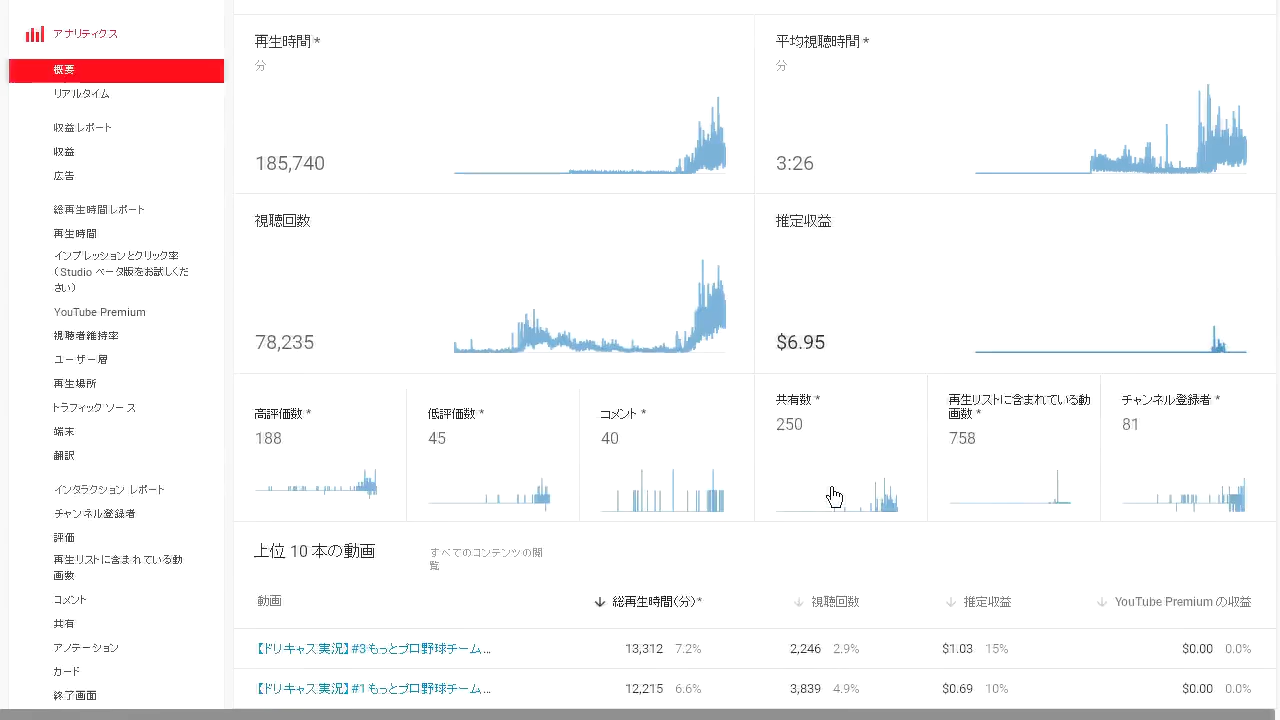 アナリティクス
概要
リアルタイム
収益レポート
収益
広告
総再生時間レポート
再生時間
インプレッションとクリック率
（Studio ベータ版をお試しくだ
さい）
YouTube Premium
視聴者維持率
ユーザー層
再生場所
トラフィック ソース
端末
翻訳
インタラクション レポート
チャンネル登録者
評価
再生リストに含まれている動
画数
コメント
共有
アノテーション
カード
終了画面
再生時間 *
分
185,740
平均視聴時間 *
分
3:26
視聴回数
78,235
推定収益
$6.95
高評価数 *
188
低評価数 *
45
コメント *
40
共有数 *
250
再生リストに含まれている動
画数 *
758
チャンネル登録者 *
81
上位 10 本の動画
すべてのコンテンツの閲
覧
動画 総再生時間(分)* 視聴回数 推定収益 YouTube Premium の収益
【ドリキャス実況】#3もっとプロ野球チーム... 13,312 7.2% 2,246 2.9% $1.03 15% $0.00 0.0%
【ドリキャス実況】#1もっとプロ野球チーム... 12,215 6.6% 3,839 4.9% $0.69 10% $0.00 0.0%